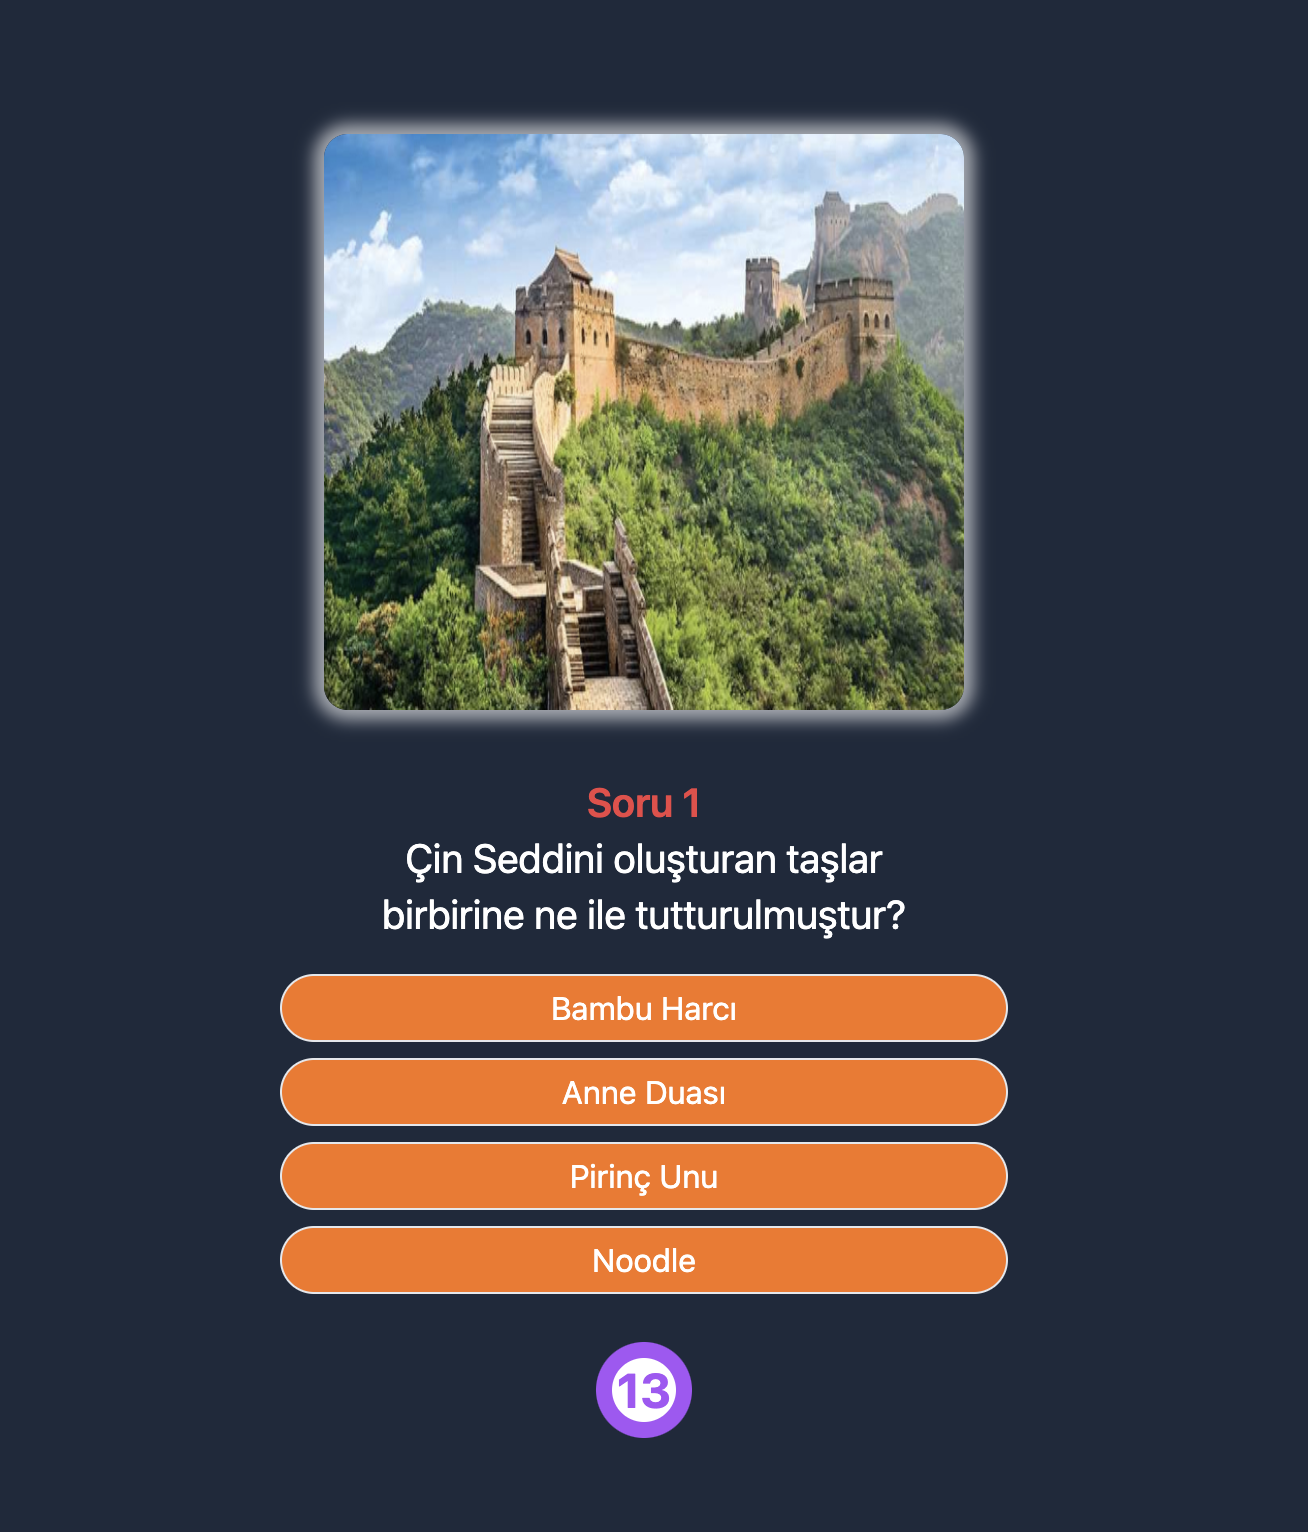 Soru 1
Çin Seddini oluşturan taşlar
birbirine ne ile tutturulmuştur?
Bambu Harcı
Anne Duası
Pirinç Unu
Noodle
13